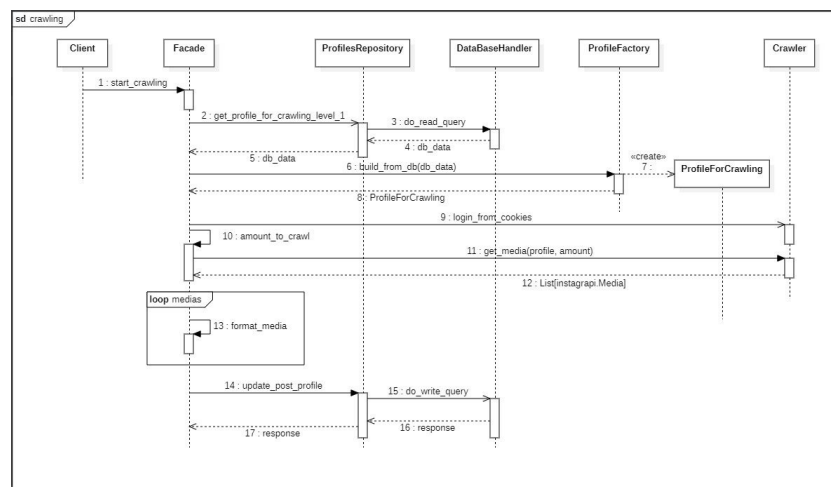 sd crawling
Client
Facade
ProfilesRepository
DataBaseHandler
ProfileFactory
Crawler
1 : start_crawling
2 : get_profile_for_crawling_level_1
3 : do_read_query
4 : db_data
5 : db_data
6 : build_from_db(db_data)
«create»
7 :
ProfileForCrawling
8 : ProfileForCrawling
9 : login_from_cookies
10 : amount_to_crawl
11 : get_media(profile, amount)
12 : List[instagrapi.Media]
loop medias
13 : format_media
14 : update_post_profile
15 : do_write_query
16 : response
17 : response